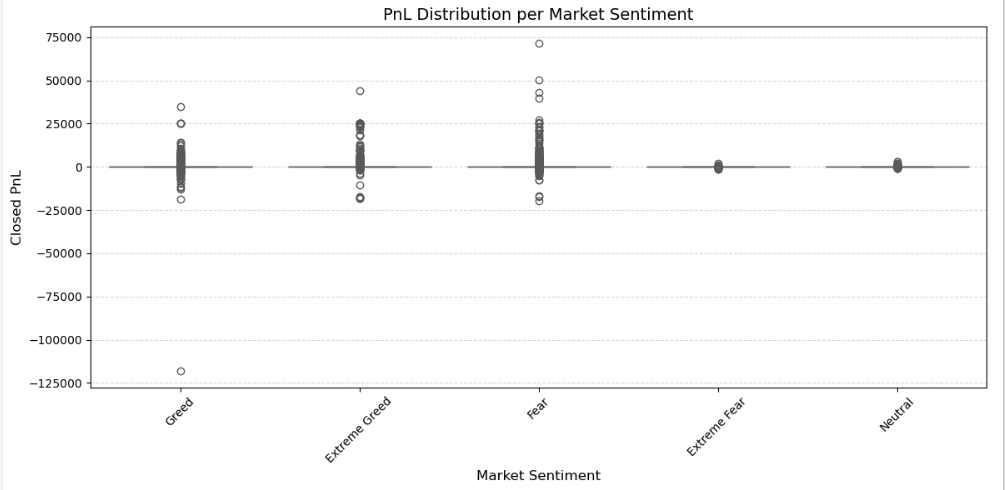 PnL Distribution per Market Sentiment
75000
50000
25000
0
−25000
−50000
−75000
−100000
−125000
Closed PnL
Greed
Extreme Greed
Fear
Extreme Fear
Neutral
Market Sentiment